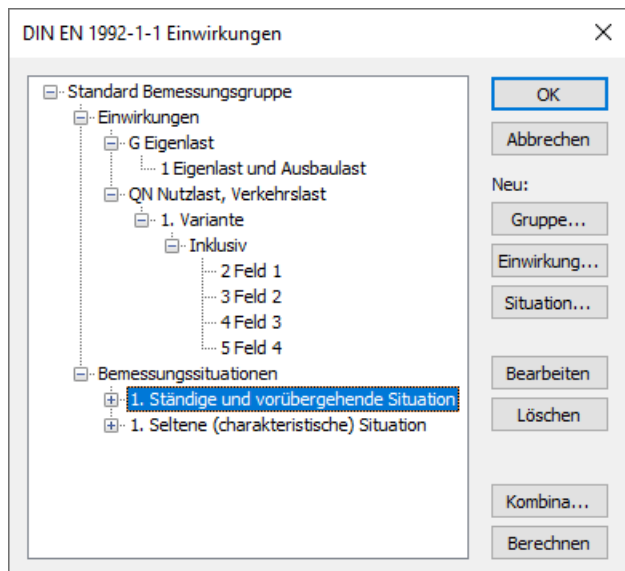 DIN EN 1992-1-1 Einwirkungen
Standard Bemessungsgruppe
Einwirkungen
G Eigenlast
1 Eigenlast und Ausbaulast
QN Nutzlast, Verkehrslast
1. Variante
Inklusiv
2 Feld 1
3 Feld 2
4 Feld 3
5 Feld 4
Bemessungssituationen
1. Ständige und vorübergehende Situation
1. Seltene (charakteristische) Situation
OK
Abbrechen
Neu:
Gruppe...
Einwirkung...
Situation...
Bearbeiten
Löschen
Kombina...
Berechnen